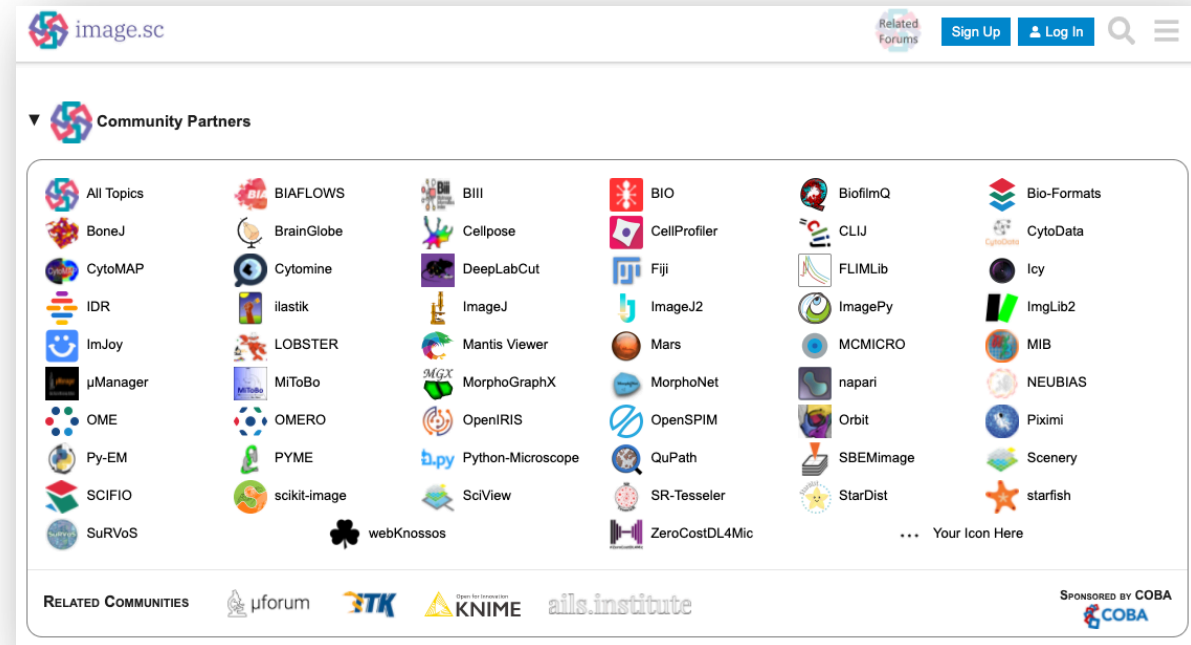 image.sc
Related Forums
Sign Up
Log In
Community Partners
All Topics BIAFLOWS BIII BIO BiofilmQ Bio-Formats
BoneJ BrainGlobe Cellpose CellProfiler CLIJ CytoData
CytoMAP Cytomine DeepLabCut Fiji FLIMLib Icy
IDR ilastik ImageJ ImageJ2 ImagePy ImgLib2
ImJoy LOBSTER Mantis Viewer Mars MCMICRO MIB
µManager MiToBo MorphoGraphX MorphoNet napari NEUBIAS
OME OMERO OpenIRIS OpenSPIM Orbit Piximi
Py-EM PYME Python-Microscope QuPath SBEMimage Scenery
SCIFIO scikit-image SciView SR-Tesseler StarDist starfish
SuRVoS webKnossos ZeroCostDL4Mic ... Your Icon Here
RELATED COMMUNITIES µforum ITK Open for Innovation KNIME ails.institute SPONSORED BY COBA
COBA